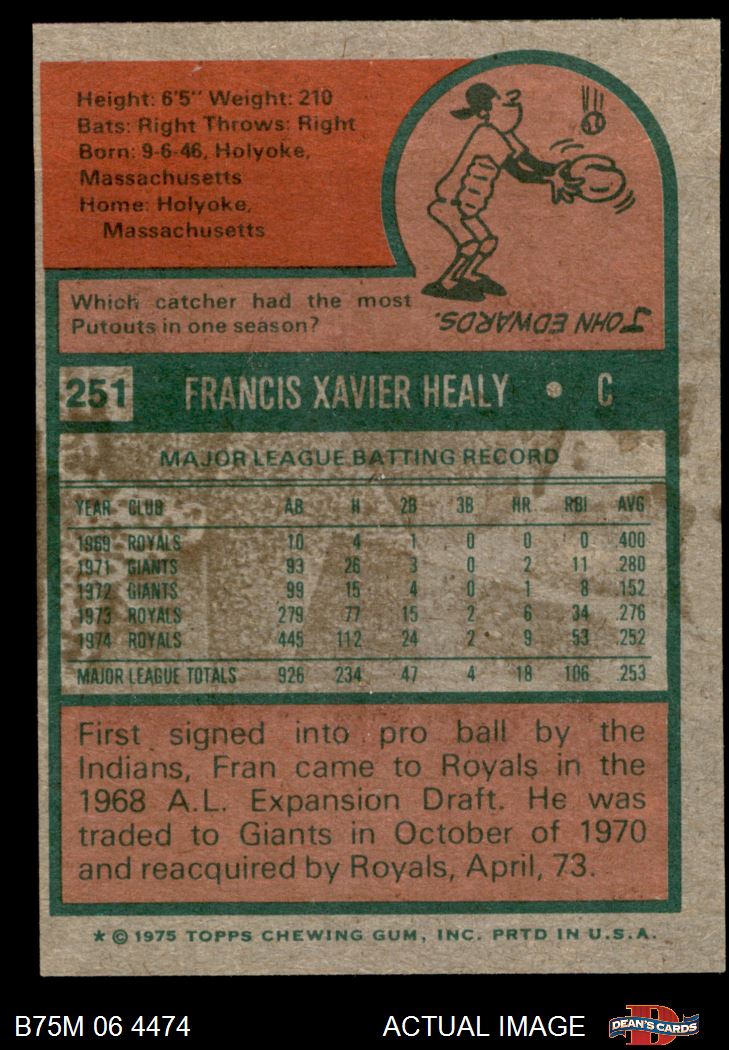 Height: 6'5" Weight: 210
Bats: Right Throws: Right
Born: 9-6-46, Holyoke,
Massachusetts
Home: Holyoke,
Massachusetts
Which catcher had the most
Putouts in one season?
JOHN EDWARDS.
251 FRANCIS XAVIER HEALY • C
MAJOR LEAGUE BATTING RECORD
YEAR CLUB AB H 2B 3B HR RBI AVG
1969 ROYALS 10 4 1 0 0 0 .400
1971 GIANTS 93 26 3 0 2 11 .280
1972 GIANTS 99 15 4 0 1 8 .152
1973 ROYALS 279 77 15 2 6 34 .276
1974 ROYALS 445 112 24 2 9 53 .252
MAJOR LEAGUE TOTALS 926 234 47 4 18 106 .253
First signed into pro ball by the
Indians, Fran came to Royals in the
1968 A.L. Expansion Draft. He was
traded to Giants in October of 1970
and reacquired by Royals, April, 73.
* © 1975 TOPPS CHEWING GUM, INC. PRTD IN U.S.A.
B75M 06 4474 ACTUAL IMAGE DEAN'S CARDS